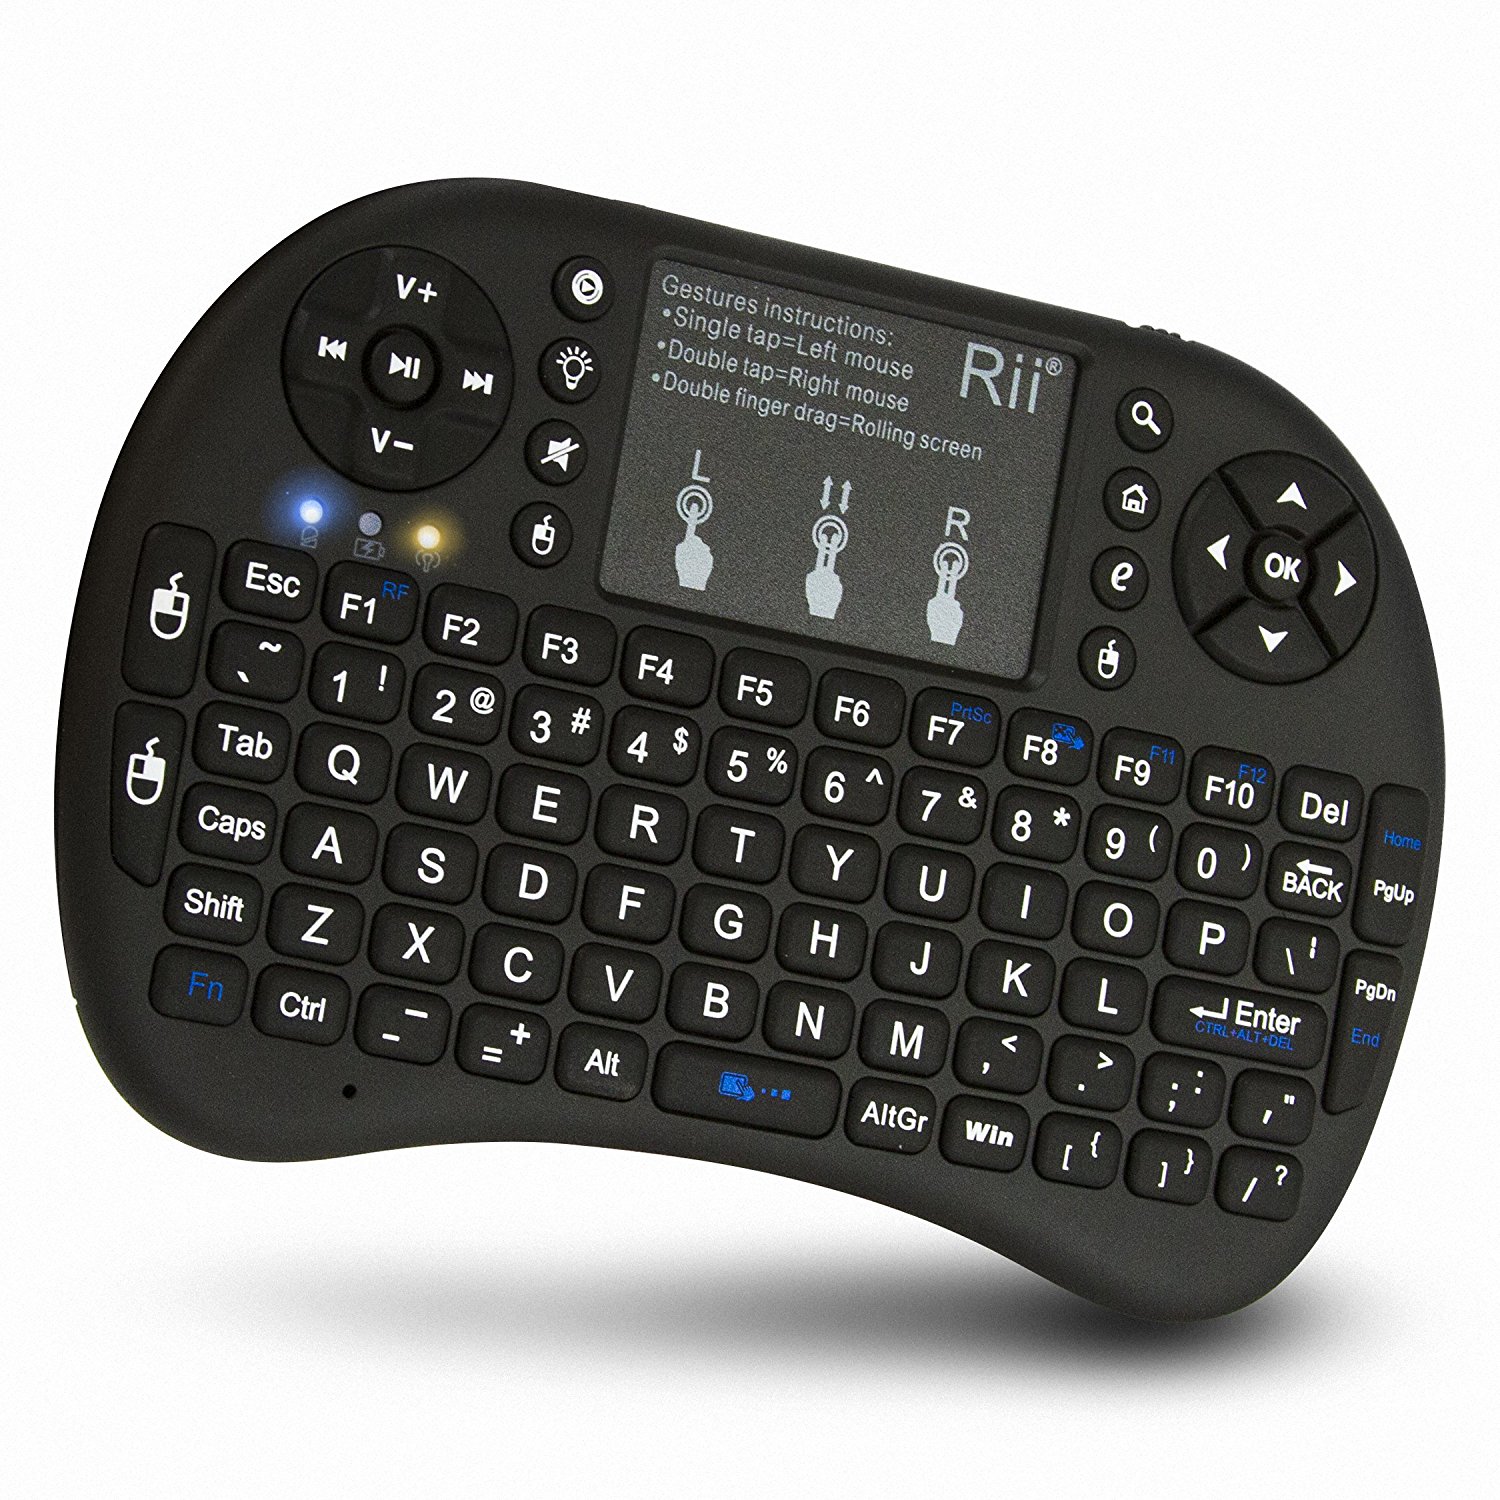 V+
V−
Gestures instructions:
•Single tap=Left mouse
•Double tap=Right mouse
•Double finger drag=Rolling screen
Rii®
L
R
e
OK
Esc
F1 RF
F2
F3
F4
F5
F6
F7 PrtSc
F8
F9 F11
F10 F12
Del
Home
PgUp
` ~
1 !
2 @
3 #
4 $
5 %
6 ^
7 &
8 *
9 (
0 )
BACK
Tab
Q
W
E
R
T
Y
U
I
O
P
\ ¦
PgDn
End
Caps
A
S
D
F
G
H
J
K
L
Enter
CTRL+ALT+DEL
Shift
Z
X
C
V
B
N
M
, <
. >
; :
' "
Fn
Ctrl
_ −
= +
Alt
AltGr
Win
[ {
] }
/ ?